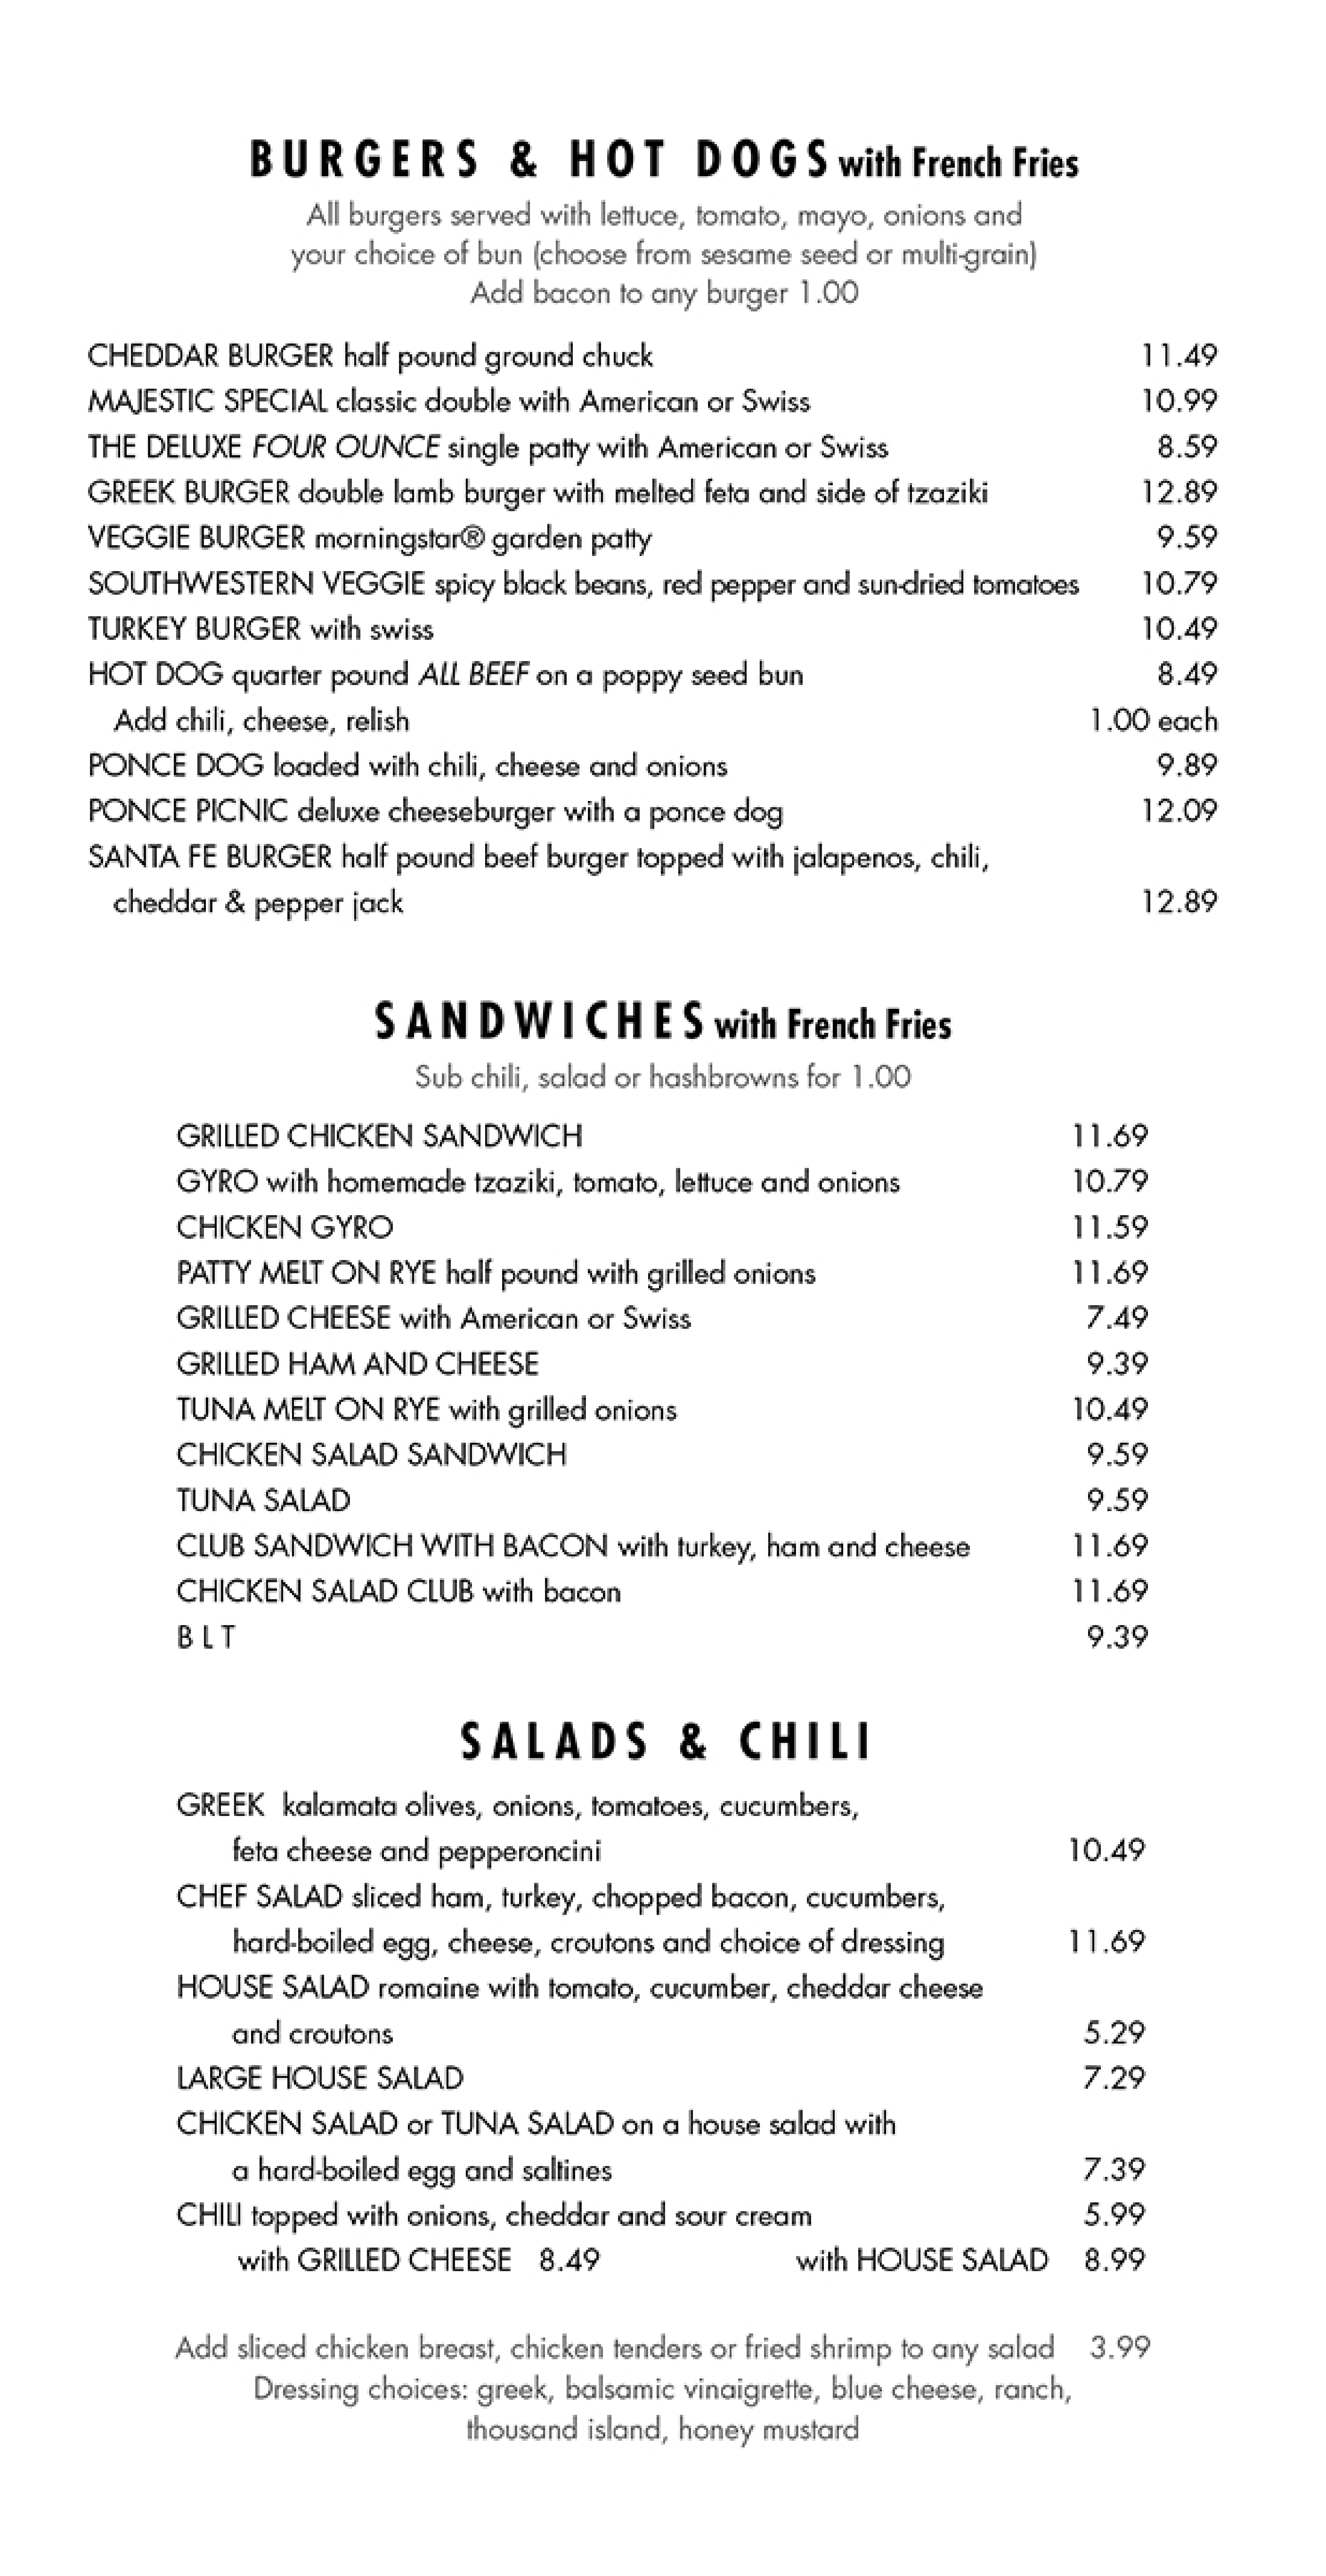 BURGERS & HOT DOGS with French Fries
All burgers served with lettuce, tomato, mayo, onions and
your choice of bun (choose from sesame seed or multi-grain)
Add bacon to any burger 1.00
CHEDDAR BURGER half pound ground chuck 11.49
MAJESTIC SPECIAL classic double with American or Swiss 10.99
THE DELUXE FOUR OUNCE single patty with American or Swiss 8.59
GREEK BURGER double lamb burger with melted feta and side of tzaziki 12.89
VEGGIE BURGER morningstar® garden patty 9.59
SOUTHWESTERN VEGGIE spicy black beans, red pepper and sun-dried tomatoes 10.79
TURKEY BURGER with swiss 10.49
HOT DOG quarter pound ALL BEEF on a poppy seed bun 8.49
Add chili, cheese, relish 1.00 each
PONCE DOG loaded with chili, cheese and onions 9.89
PONCE PICNIC deluxe cheeseburger with a ponce dog 12.09
SANTA FE BURGER half pound beef burger topped with jalapenos, chili,
cheddar & pepper jack 12.89
SANDWICHES with French Fries
Sub chili, salad or hashbrowns for 1.00
GRILLED CHICKEN SANDWICH 11.69
GYRO with homemade tzaziki, tomato, lettuce and onions 10.79
CHICKEN GYRO 11.59
PATTY MELT ON RYE half pound with grilled onions 11.69
GRILLED CHEESE with American or Swiss 7.49
GRILLED HAM AND CHEESE 9.39
TUNA MELT ON RYE with grilled onions 10.49
CHICKEN SALAD SANDWICH 9.59
TUNA SALAD 9.59
CLUB SANDWICH WITH BACON with turkey, ham and cheese 11.69
CHICKEN SALAD CLUB with bacon 11.69
B L T 9.39
SALADS & CHILI
GREEK kalamata olives, onions, tomatoes, cucumbers,
feta cheese and pepperoncini 10.49
CHEF SALAD sliced ham, turkey, chopped bacon, cucumbers,
hard-boiled egg, cheese, croutons and choice of dressing 11.69
HOUSE SALAD romaine with tomato, cucumber, cheddar cheese
and croutons 5.29
LARGE HOUSE SALAD 7.29
CHICKEN SALAD or TUNA SALAD on a house salad with
a hard-boiled egg and saltines 7.39
CHILI topped with onions, cheddar and sour cream 5.99
with GRILLED CHEESE 8.49 with HOUSE SALAD 8.99
Add sliced chicken breast, chicken tenders or fried shrimp to any salad 3.99
Dressing choices: greek, balsamic vinaigrette, blue cheese, ranch,
thousand island, honey mustard